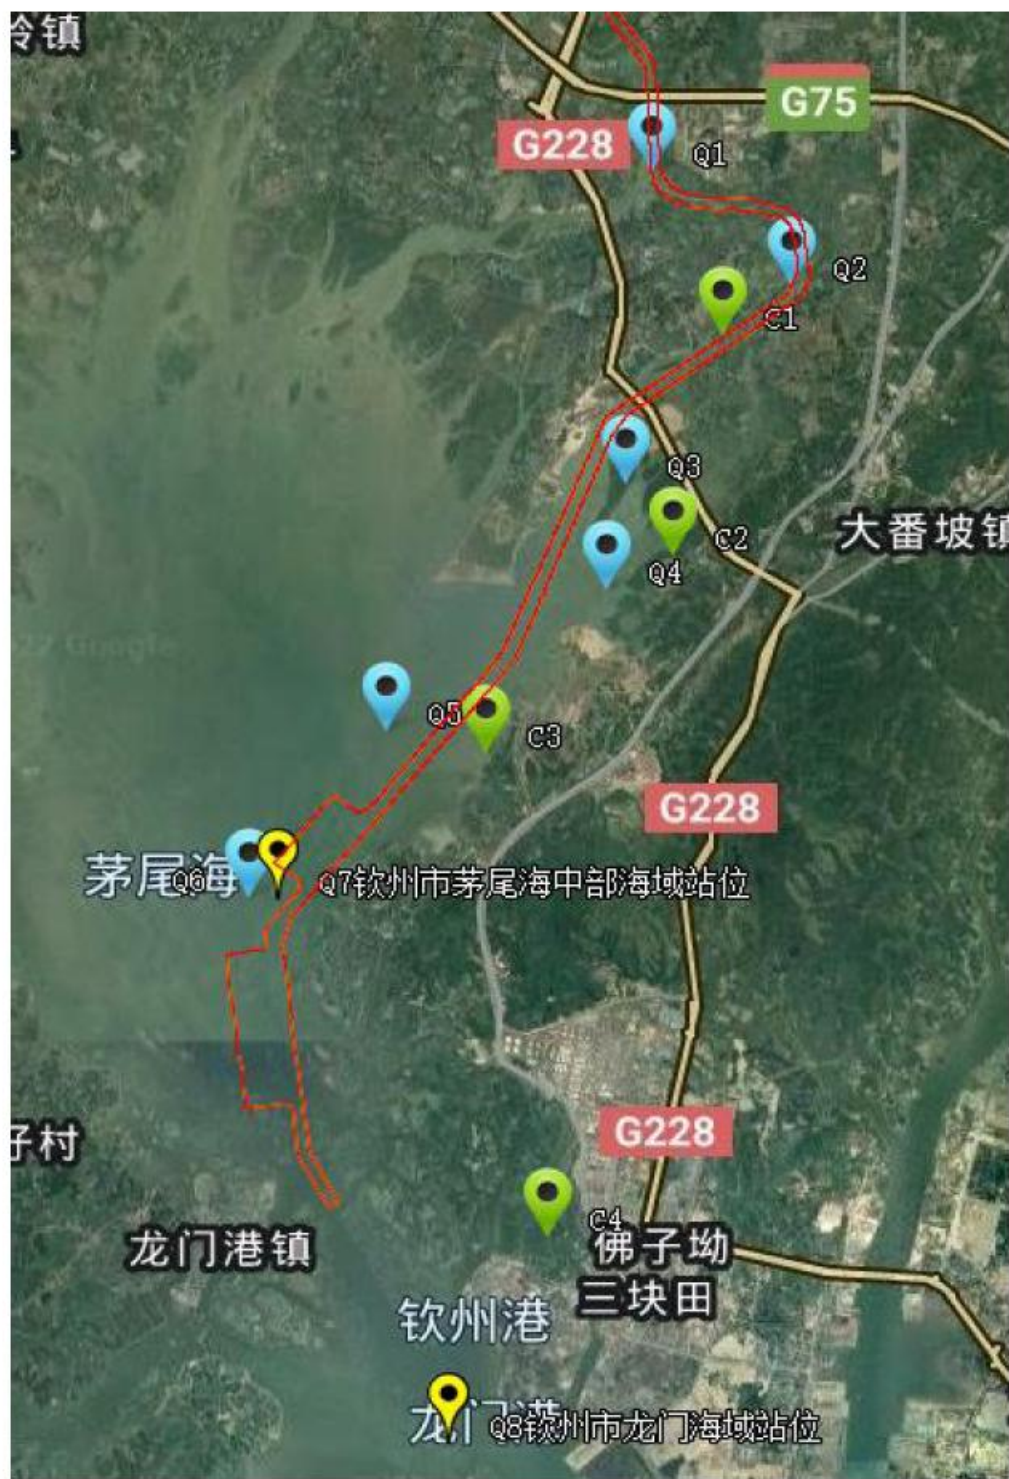 岭镇
G75
G228
Q1
Q2
C1
Q3
C2
大番坡镇
Q4
Google
Q5
C3
G228
茅尾海
Q6
Q7钦州市茅尾海中部海域站位
G228
子村
C4
龙门港镇
佛子坳
三块田
钦州港
龙门港
Q8钦州市龙门海域站位